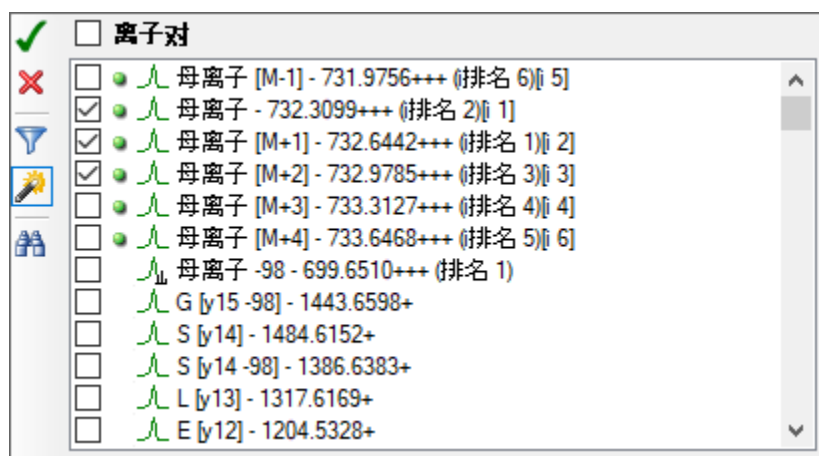 离子对
母离子 [M-1] - 731.9756+++ (i排名 6)[i 5]
母离子 - 732.3099+++ (i排名 2)[i 1]
母离子 [M+1] - 732.6442+++ (i排名 1)[i 2]
母离子 [M+2] - 732.9785+++ (i排名 3)[i 3]
母离子 [M+3] - 733.3127+++ (i排名 4)[i 4]
母离子 [M+4] - 733.6468+++ (i排名 5)[i 6]
母离子 -98 - 699.6510+++ (排名 1)
G [y15 -98] - 1443.6598+
S [y14] - 1484.6152+
S [y14 -98] - 1386.6383+
L [y13] - 1317.6169+
E [y12] - 1204.5328+